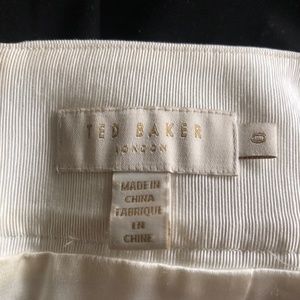 TED BAKER
LONDON
0
MADE IN
CHINA
FABRIQUE
EN
CHINE